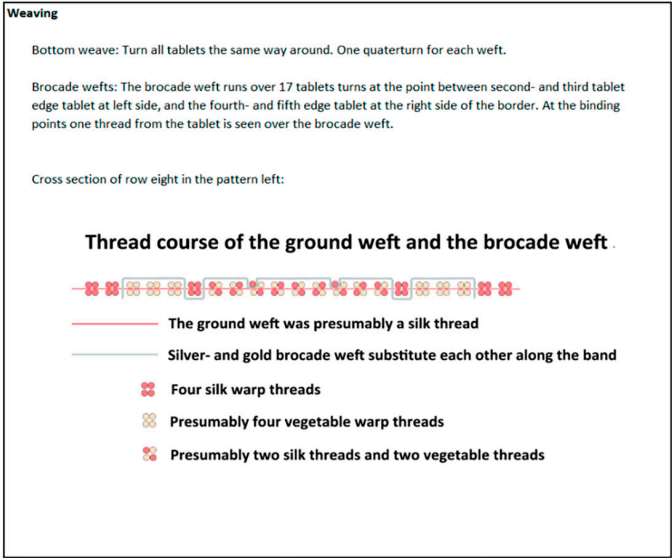 Weaving
Bottom weave: Turn all tablets the same way around. One quaterturn for each weft.
Brocade wefts: The brocade weft runs over 17 tablets turns at the point between second- and third tablet
edge tablet at left side, and the fourth- and fifth edge tablet at the right side of the border. At the binding
points one thread from the tablet is seen over the brocade weft.
Cross section of row eight in the pattern left:
Thread course of the ground weft and the brocade weft .
The ground weft was presumably a silk thread
Silver- and gold brocade weft substitute each other along the band
Four silk warp threads
Presumably four vegetable warp threads
Presumably two silk threads and two vegetable threads